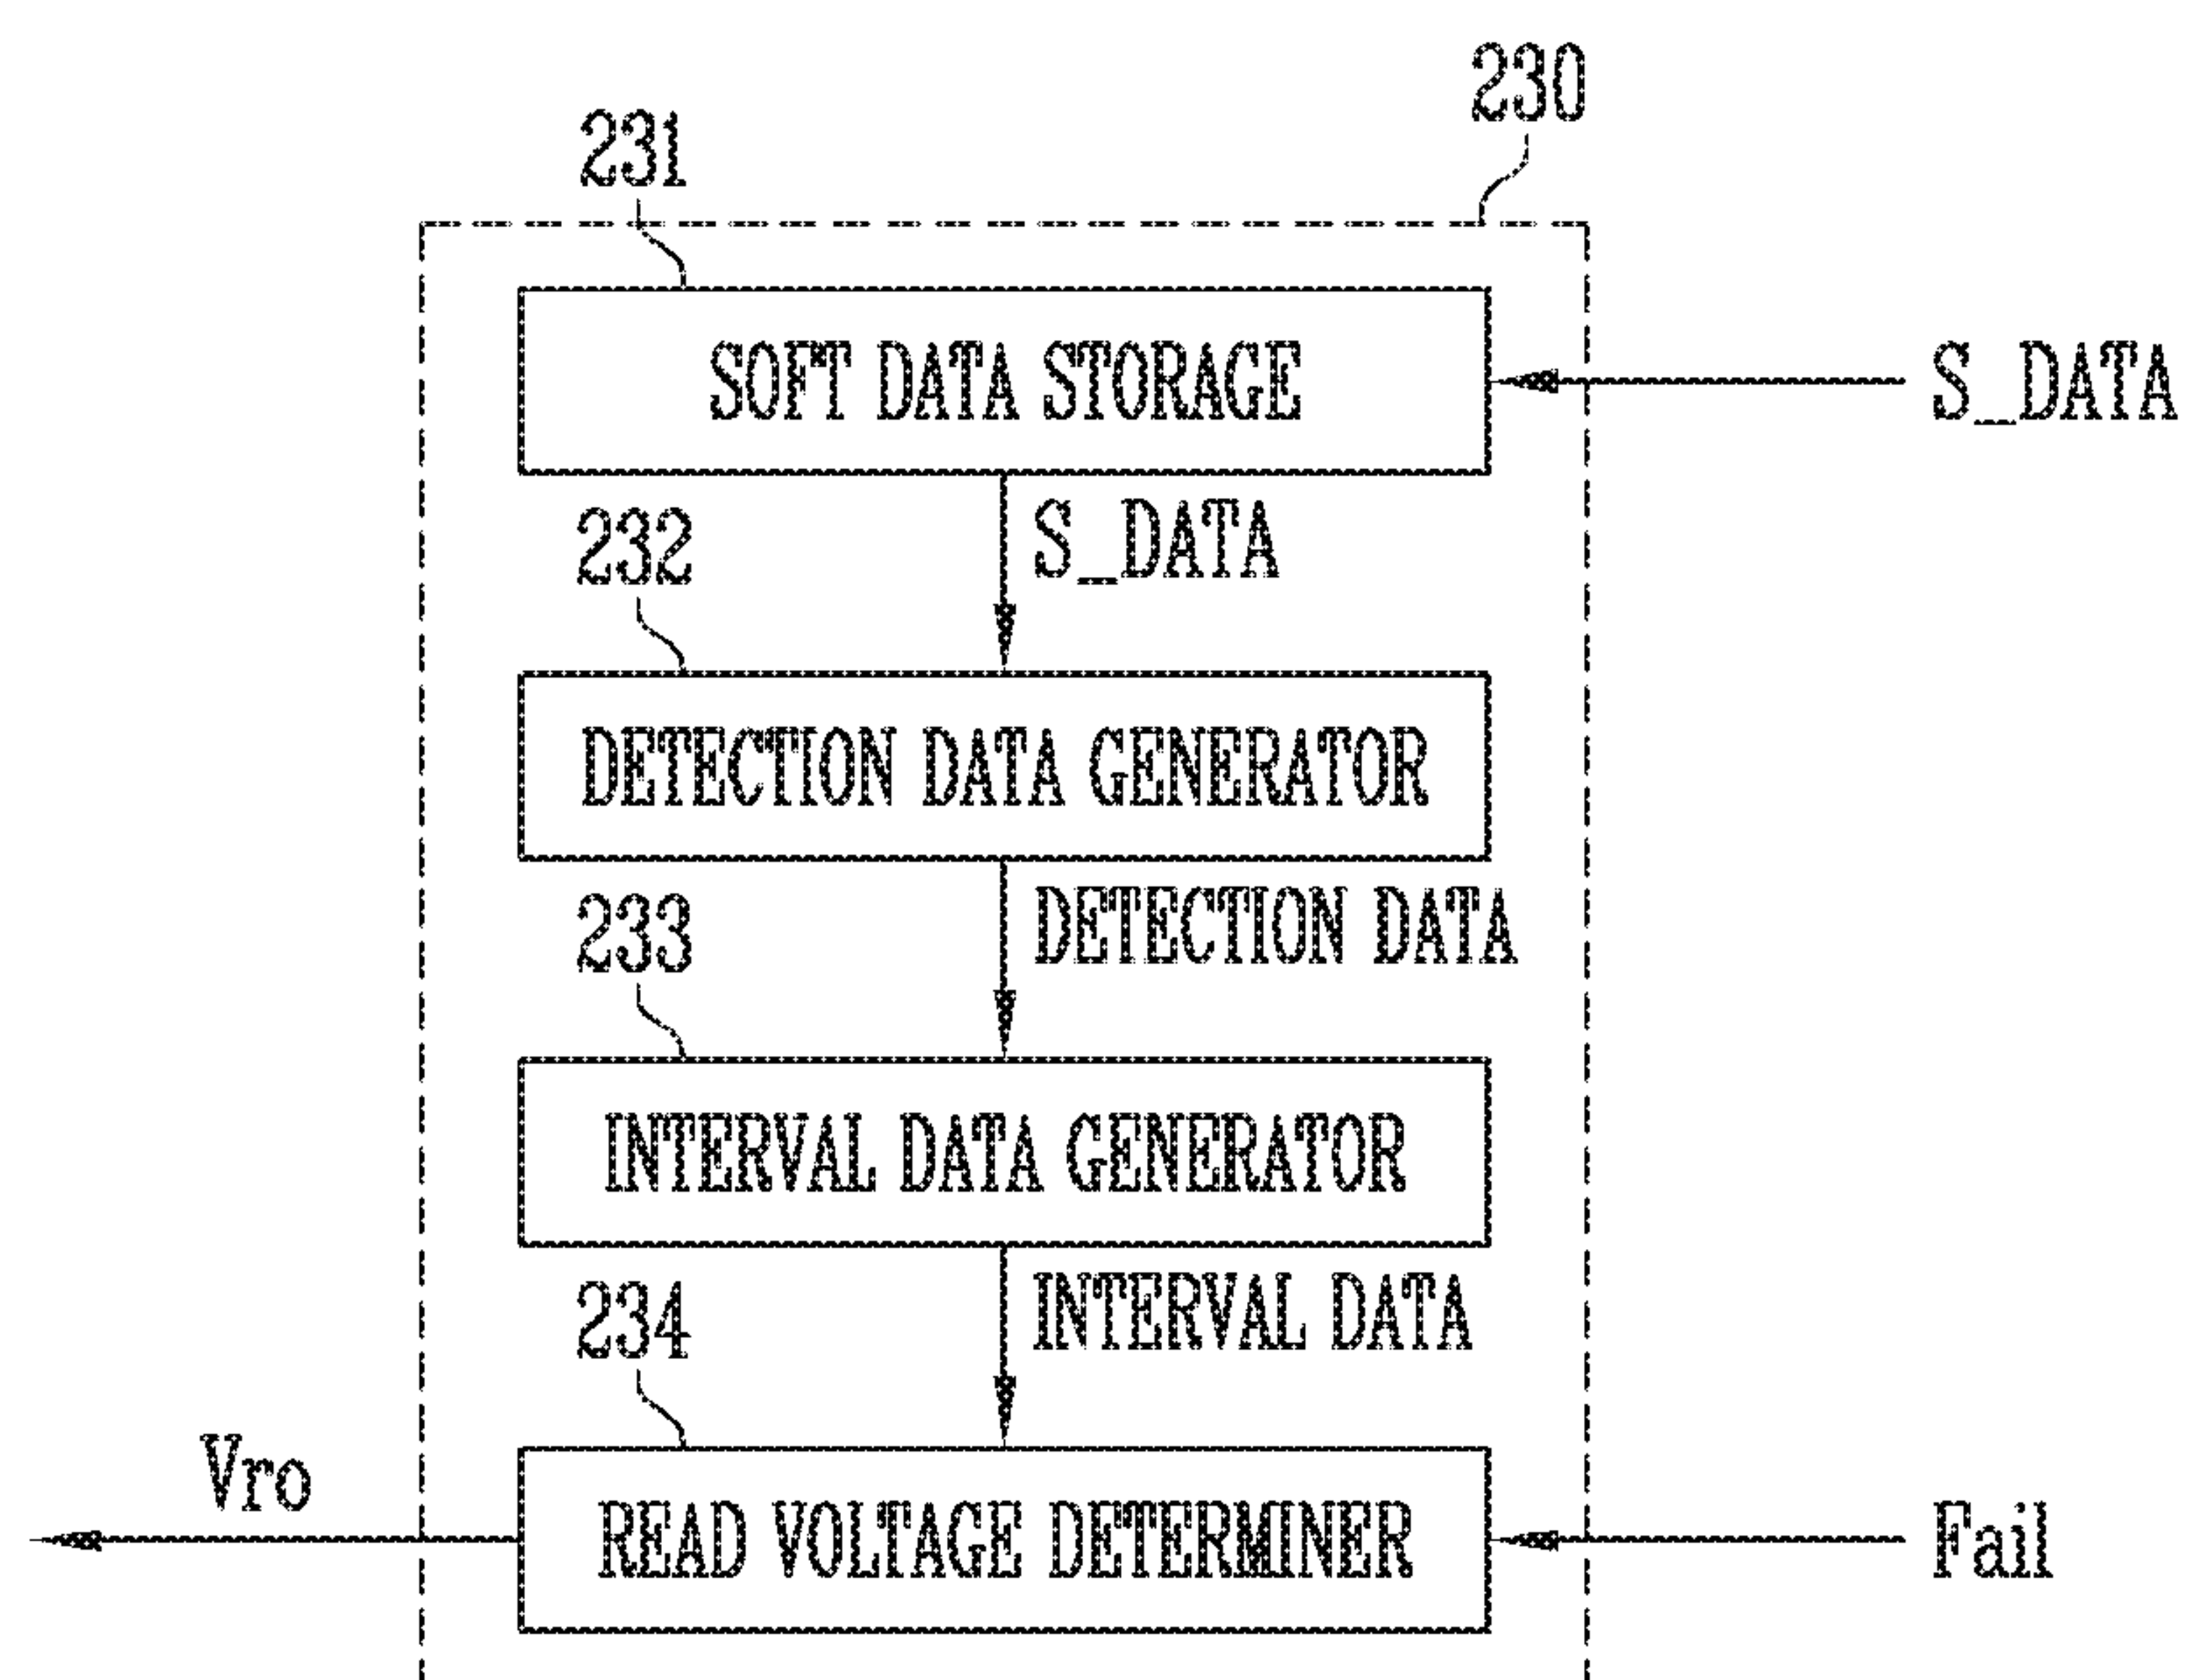 230
231
SOFT DATA STORAGE
S_DATA
S_DATA
232
DETECTION DATA GENERATOR
DETECTION DATA
233
INTERVAL DATA GENERATOR
INTERVAL DATA
234
Vro
READ VOLTAGE DETERMINER
Fail